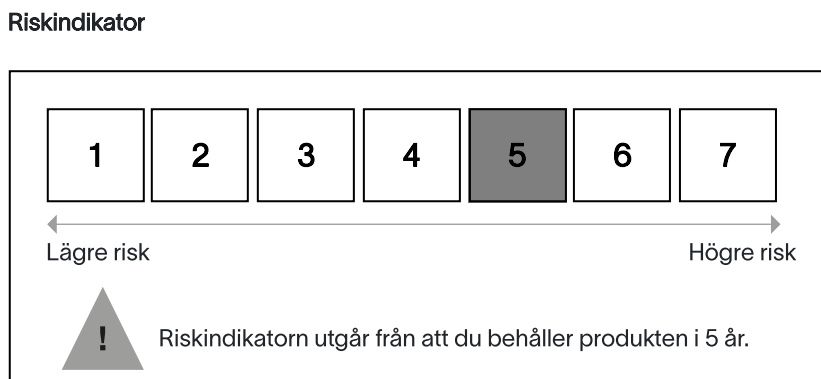 Riskindikator
1 2 3 4 5 6 7
Lägre risk Högre risk
! Riskindikatorn utgår från att du behåller produkten i 5 år.